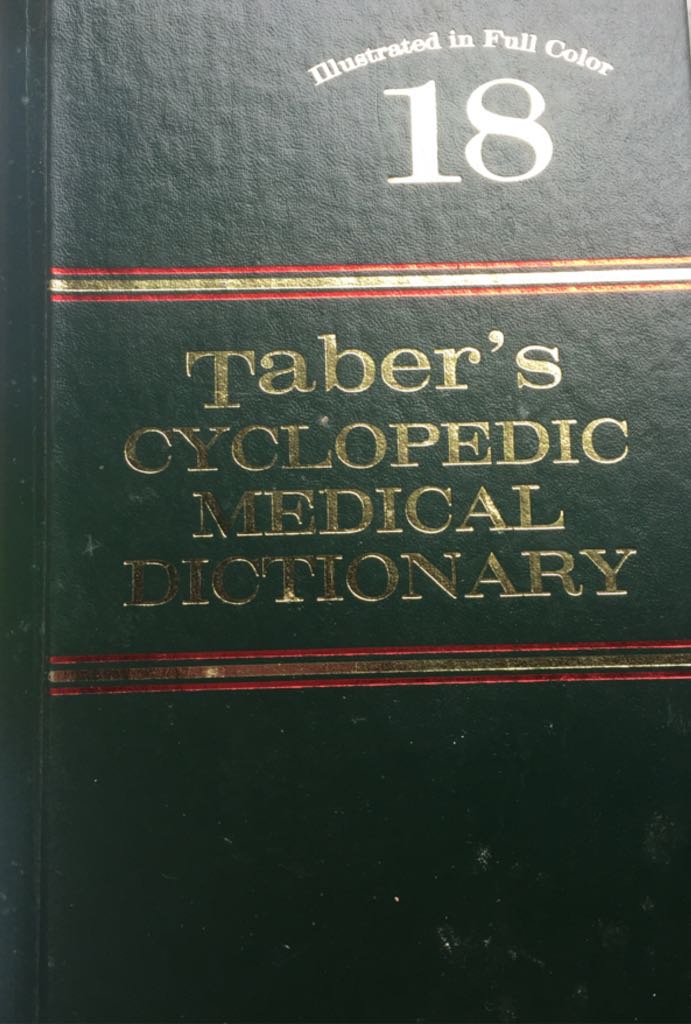 Illustrated in Full Color
18
Taber's
CYCLOPEDIC
MEDICAL
DICTIONARY